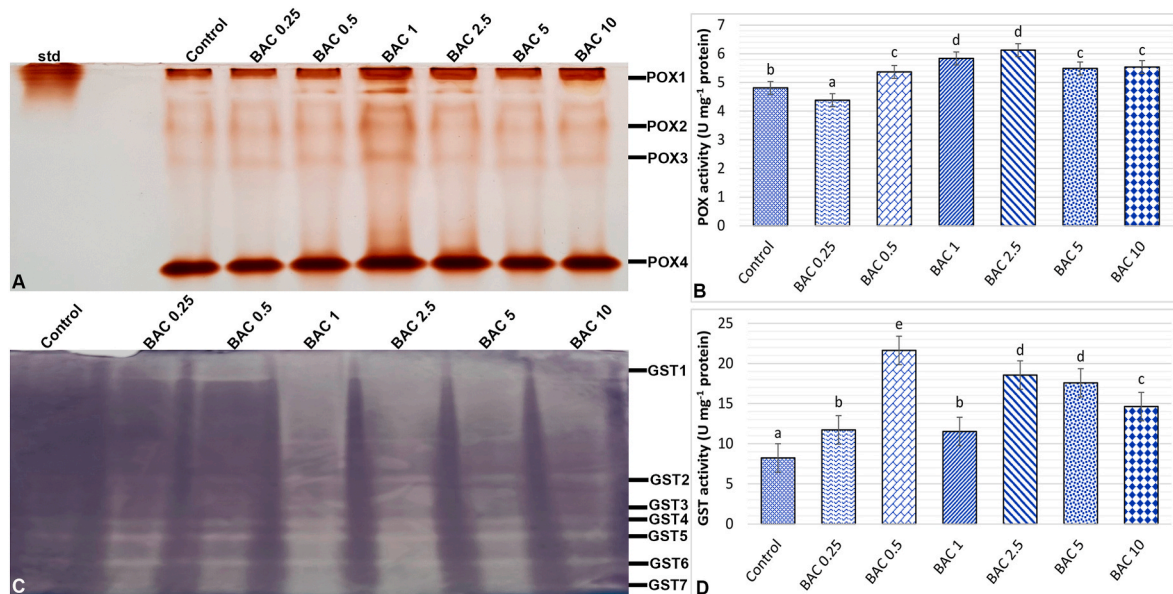 std
Control
BAC 0.25
BAC 0.5
BAC 1
BAC 2.5
BAC 5
BAC 10
POX1
POX2
POX3
POX4
A
POX activity (U mg⁻¹ protein)
7
6
5
4
3
2
1
0
b
a
c
d
d
c
c
Control
BAC 0.25
BAC 0.5
BAC 1
BAC 2.5
BAC 5
BAC 10
B
Control
BAC 0.25
BAC 0.5
BAC 1
BAC 2.5
BAC 5
BAC 10
GST1
GST2
GST3
GST4
GST5
GST6
GST7
C
GST activity (U mg⁻¹ protein)
25
20
15
10
5
0
a
b
e
b
d
d
c
Control
BAC 0.25
BAC 0.5
BAC 1
BAC 2.5
BAC 5
BAC 10
D